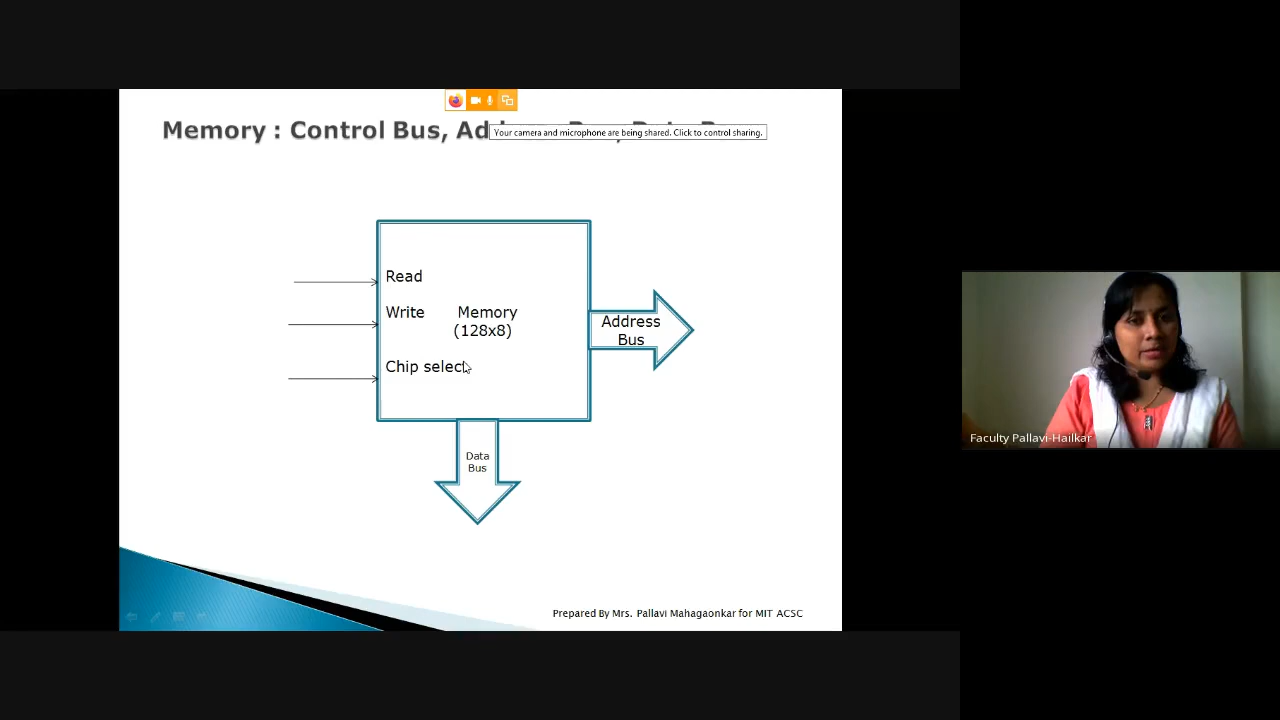 Memory : Control Bus, Ad
Your camera and microphone are being shared. Click to control sharing.
Read
Write
Memory
(128x8)
Chip select
Address
Bus
Data
Bus
Prepared By Mrs. Pallavi Mahagaonkar for MIT ACSC
Faculty Pallavi-Hailkar